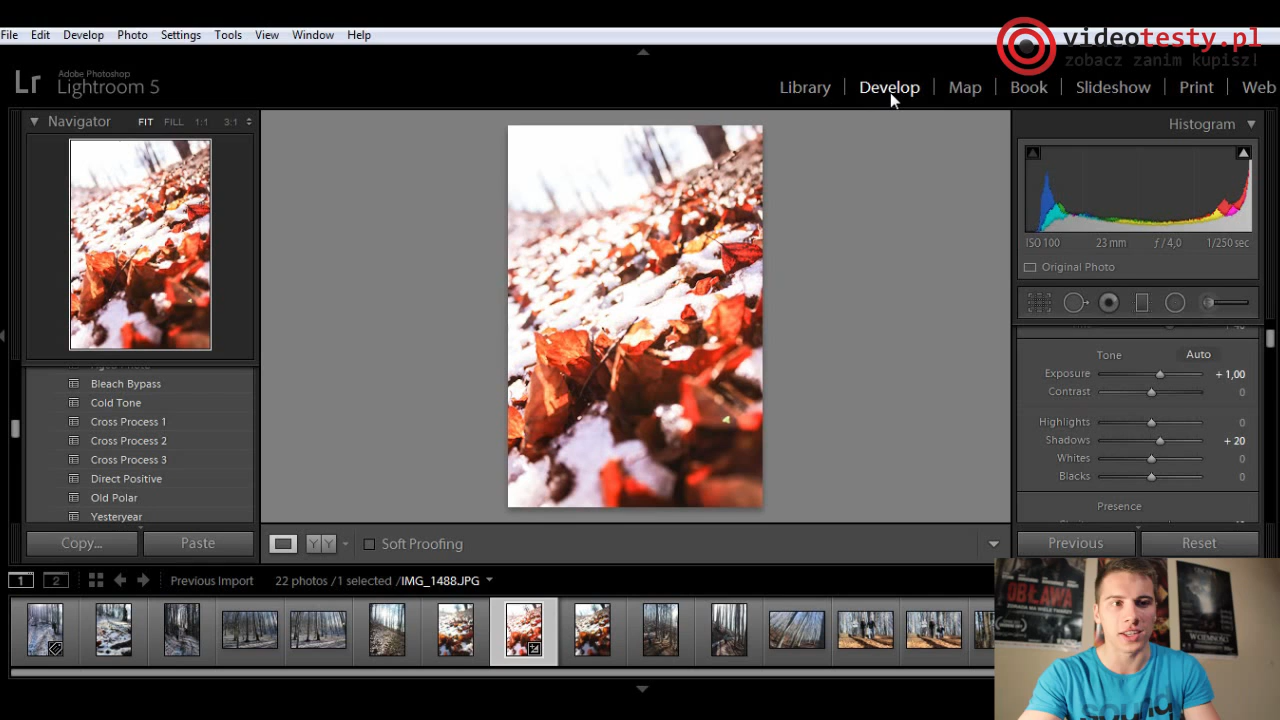 videotesty.pl
zobacz zanim kupisz!
File Edit Develop Photo Settings Tools View Window Help
Lr Adobe Photoshop
Lightroom 5
Library Develop Map Book Slideshow Print Web
Navigator FIT FILL 1:1 3:1
Histogram
ISO 100 23 mm ƒ / 4,0 1/250 sec
Original Photo
Tone Auto
Exposure + 1,00
Contrast 0
Highlights 0
Shadows + 20
Whites 0
Blacks 0
Presence
Bleach Bypass
Cold Tone
Cross Process 1
Cross Process 2
Cross Process 3
Direct Positive
Old Polar
Yesteryear
Copy... Paste
YY Soft Proofing
Previous Reset
1 2 Previous Import 22 photos / 1 selected / IMG_1488.JPG
OBŁAWA
W CIEMNOŚĆ
sound